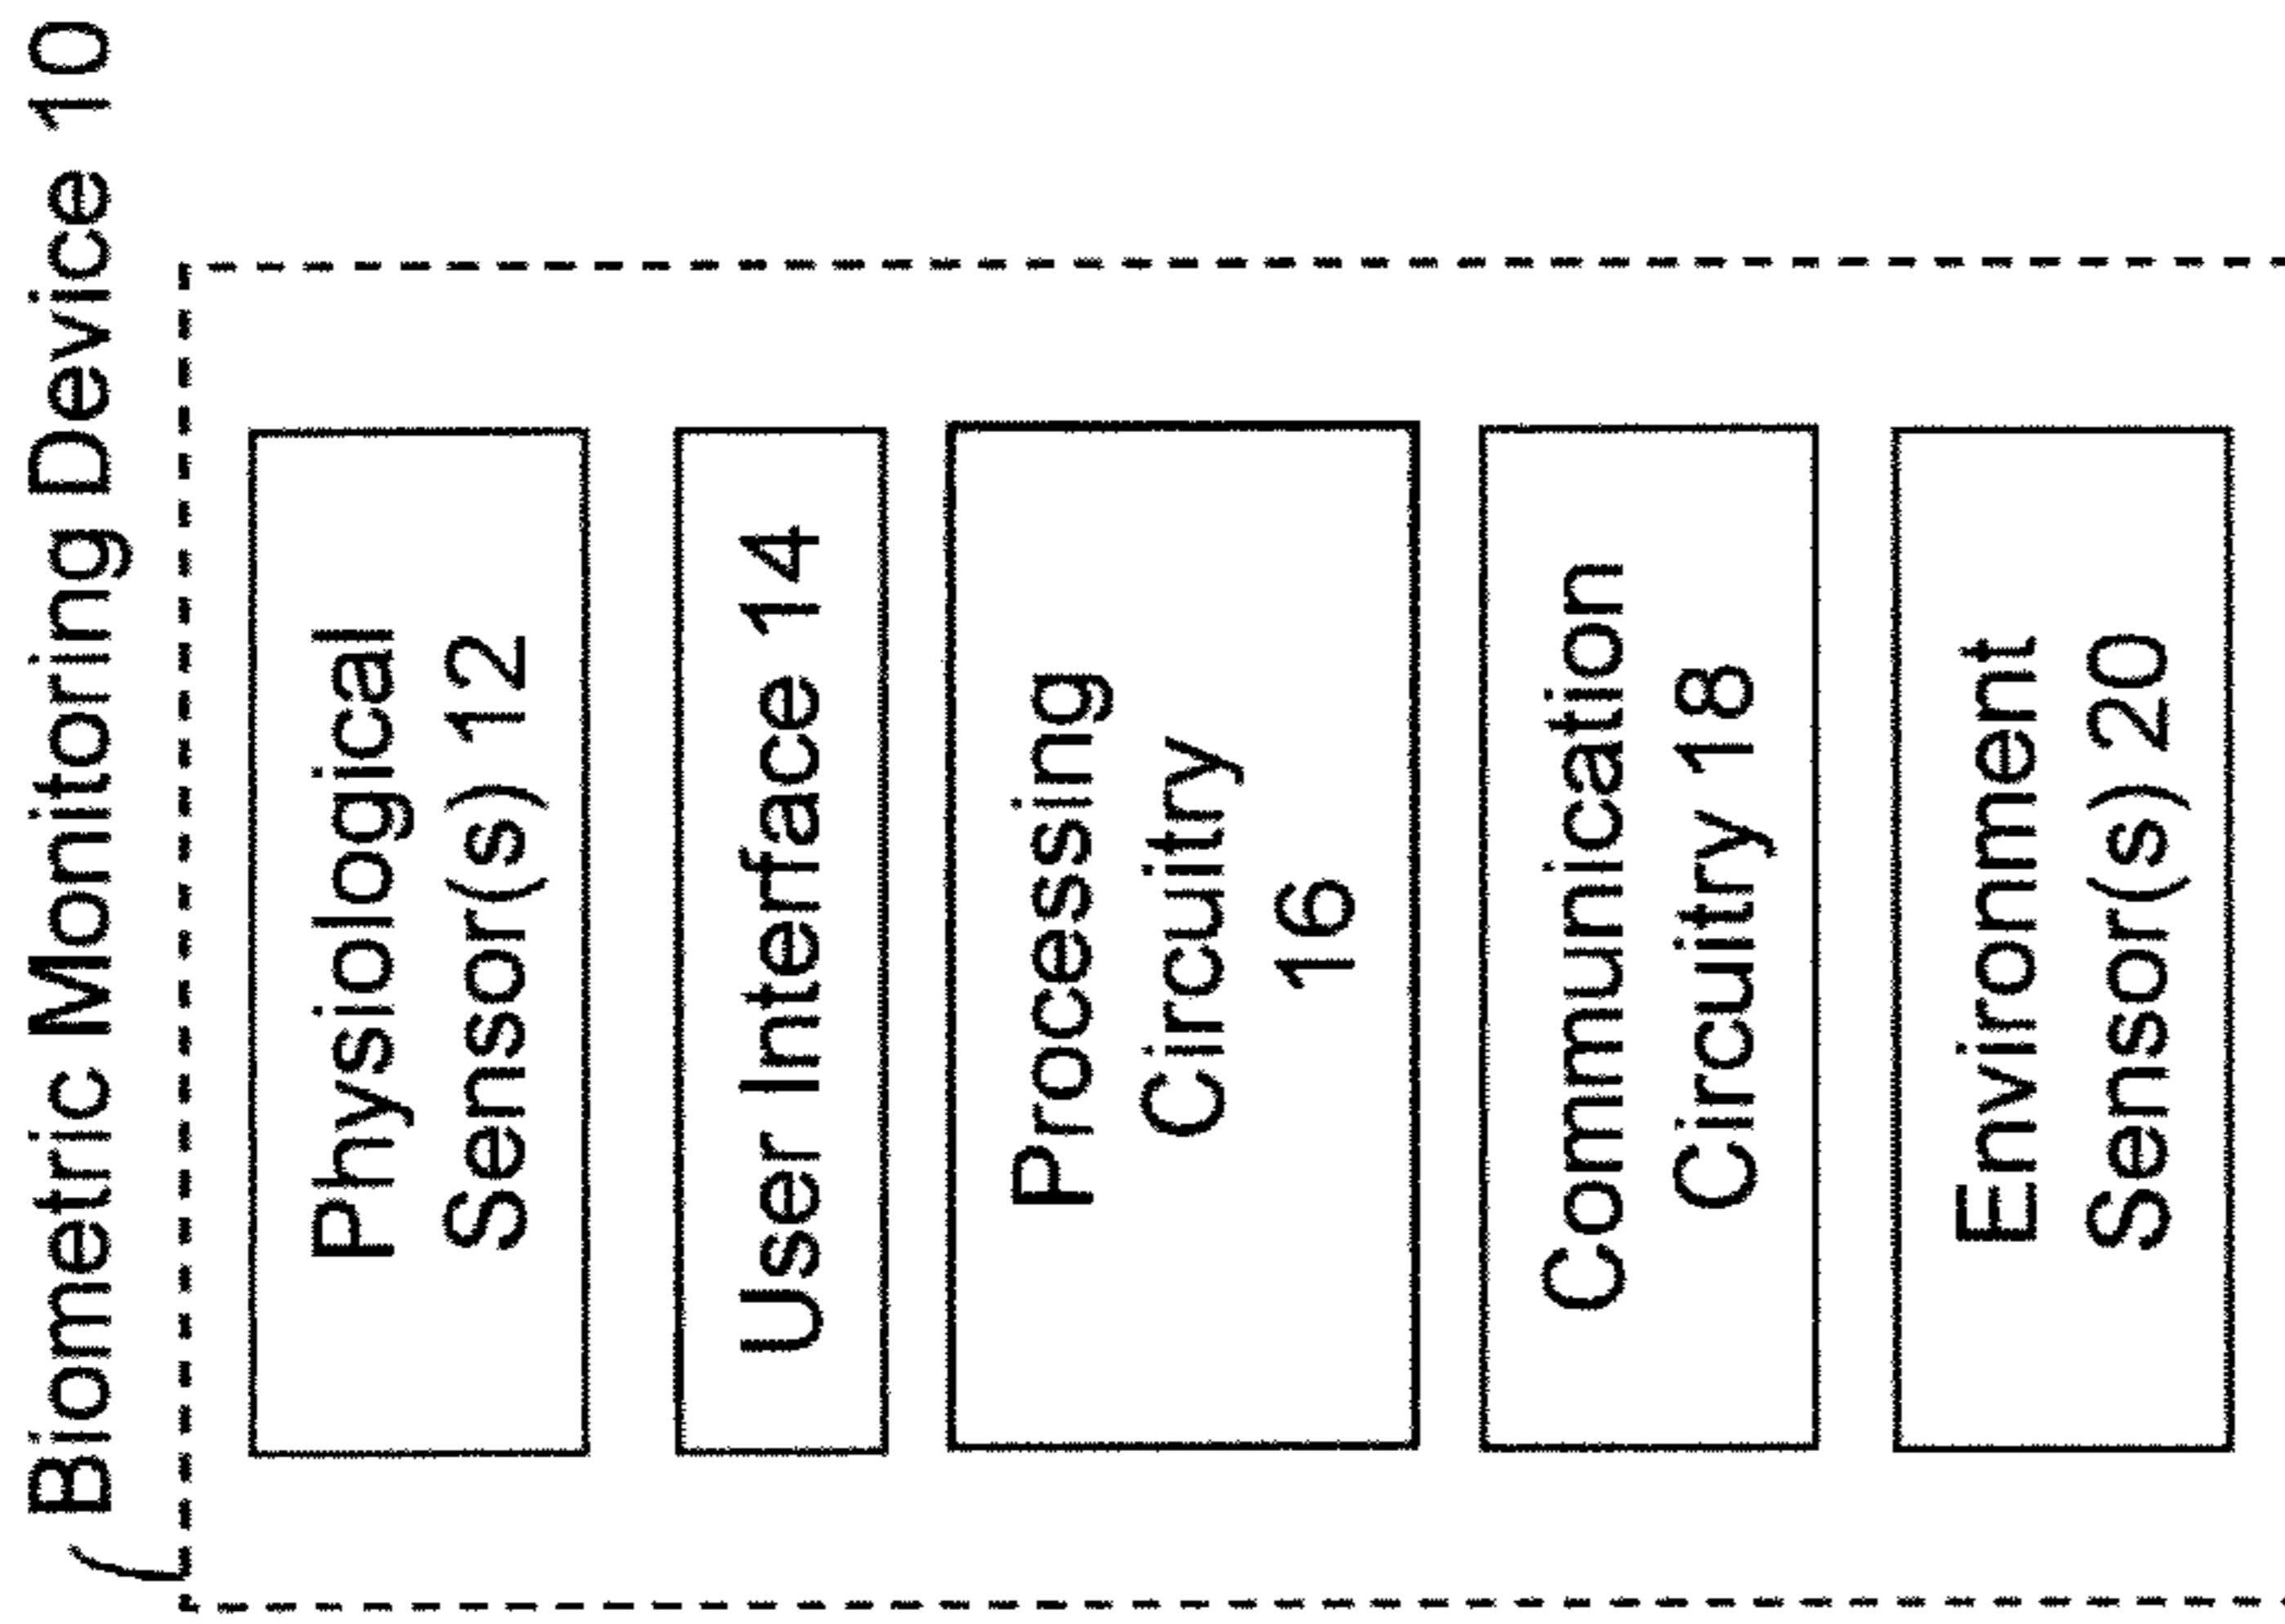 Biometric Monitoring Device 10
Physiological
Sensor(s) 12
User Interface 14
Processing
Circuitry
16
Communication
Circuitry 18
Environment
Sensor(s) 20